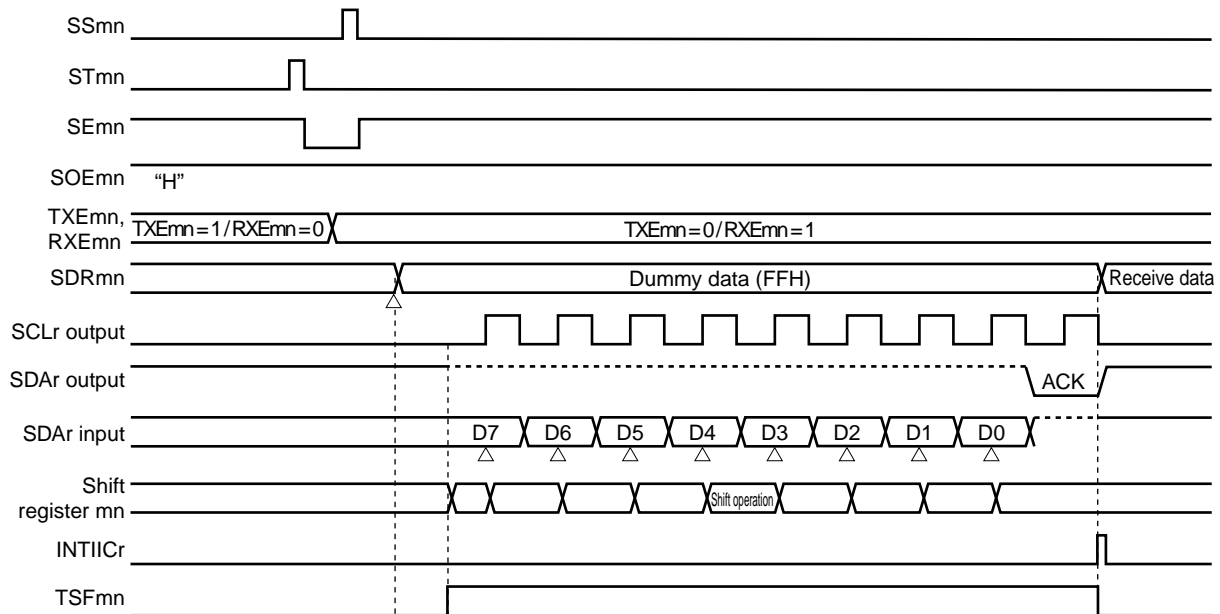 SSmn
STmn
SEmn
SOEmn "H"
TXEmn,
RXEmn
TXEmn=1/RXEmn=0 TXEmn=0/RXEmn=1
SDRmn Dummy data (FFH) Receive data
SCLr output
SDAr output ACK
SDAr input D7 D6 D5 D4 D3 D2 D1 D0
Shift
register mn
Shift operation
INTIICr
TSFmn